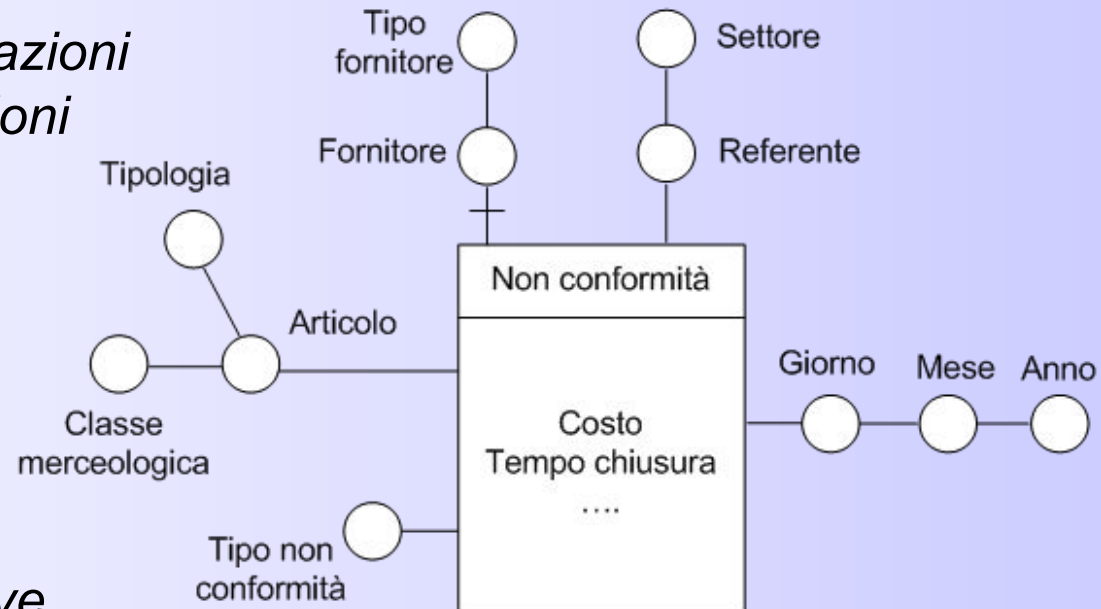 azioni
oni
Tipo
fornitore
Settore
Fornitore
Referente
Tipologia
Non conformità
Articolo
Giorno
Mese
Anno
Classe
merceologica
Costo
Tempo chiusura
....
Tipo non
conformità
ve